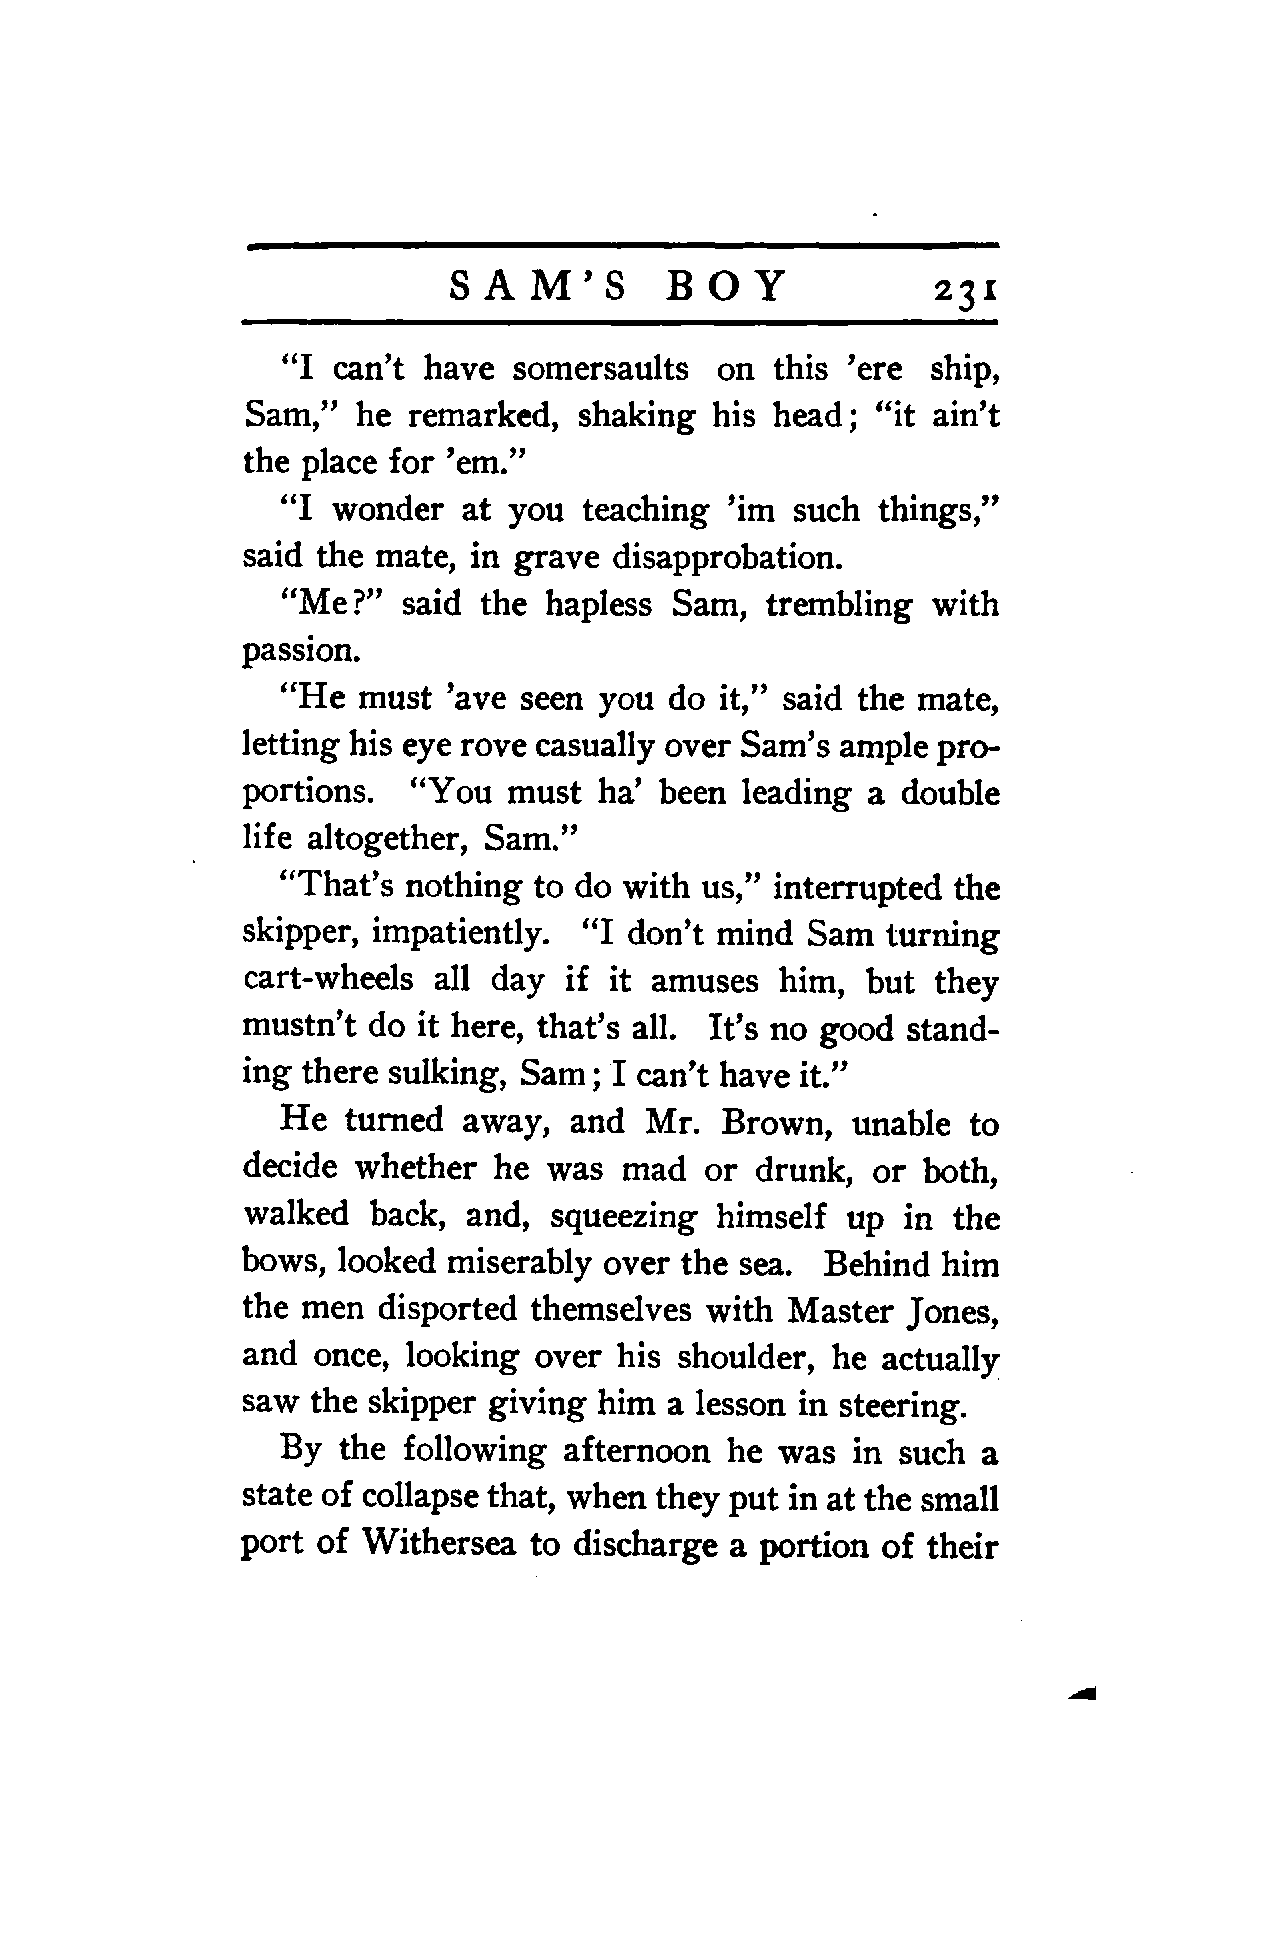 SAM'S BOY 231
"I can't have somersaults on this 'ere ship,
Sam," he remarked, shaking his head; "it ain't
the place for 'em."
"I wonder at you teaching 'im such things,"
said the mate, in grave disapprobation.
"Me?" said the hapless Sam, trembling with
passion.
"He must 'ave seen you do it," said the mate,
letting his eye rove casually over Sam's ample pro-
portions. "You must ha' been leading a double
life altogether, Sam."
"That's nothing to do with us," interrupted the
skipper, impatiently. "I don't mind Sam turning
cart-wheels all day if it amuses him, but they
mustn't do it here, that's all. It's no good stand-
ing there sulking, Sam; I can't have it."
He turned away, and Mr. Brown, unable to
decide whether he was mad or drunk, or both,
walked back, and, squeezing himself up in the
bows, looked miserably over the sea. Behind him
the men disported themselves with Master Jones,
and once, looking over his shoulder, he actually
saw the skipper giving him a lesson in steering.
By the following afternoon he was in such a
state of collapse that, when they put in at the small
port of Withersea to discharge a portion of their